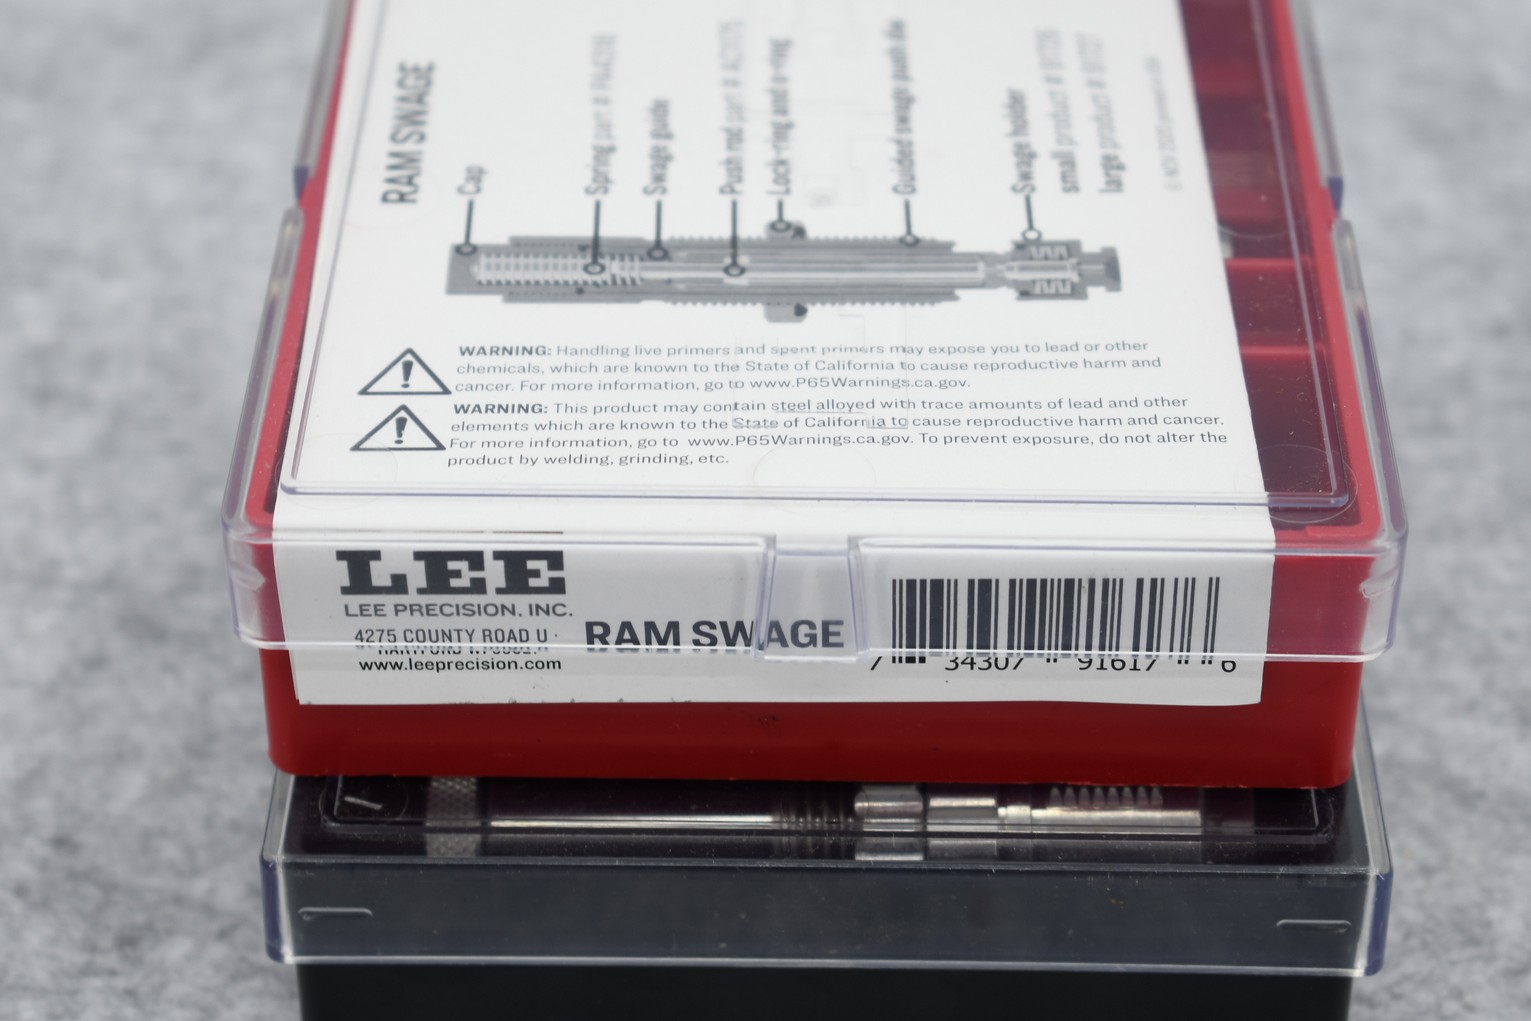 RAM SWAGE
Cap
Spring part #
Swage guide
Push rod part #
Lock-ring and o-ring
Guided swage push die
Swage holder
small product #
large product #
WARNING: Handling live primers and spent primers may expose you to lead or other
chemicals, which are known to the State of California to cause reproductive harm and
cancer. For more information, go to www.P65Warnings.ca.gov.
WARNING: This product may contain steel alloyed with trace amounts of lead and other
elements which are known to the State of California to cause reproductive harm and cancer.
For more information, go to www.P65Warnings.ca.gov. To prevent exposure, do not alter the
product by welding, grinding, etc.
LEE
LEE PRECISION, INC.
4275 COUNTY ROAD U ·
www.leeprecision.com
RAM SWAGE
7 34307 91617 6